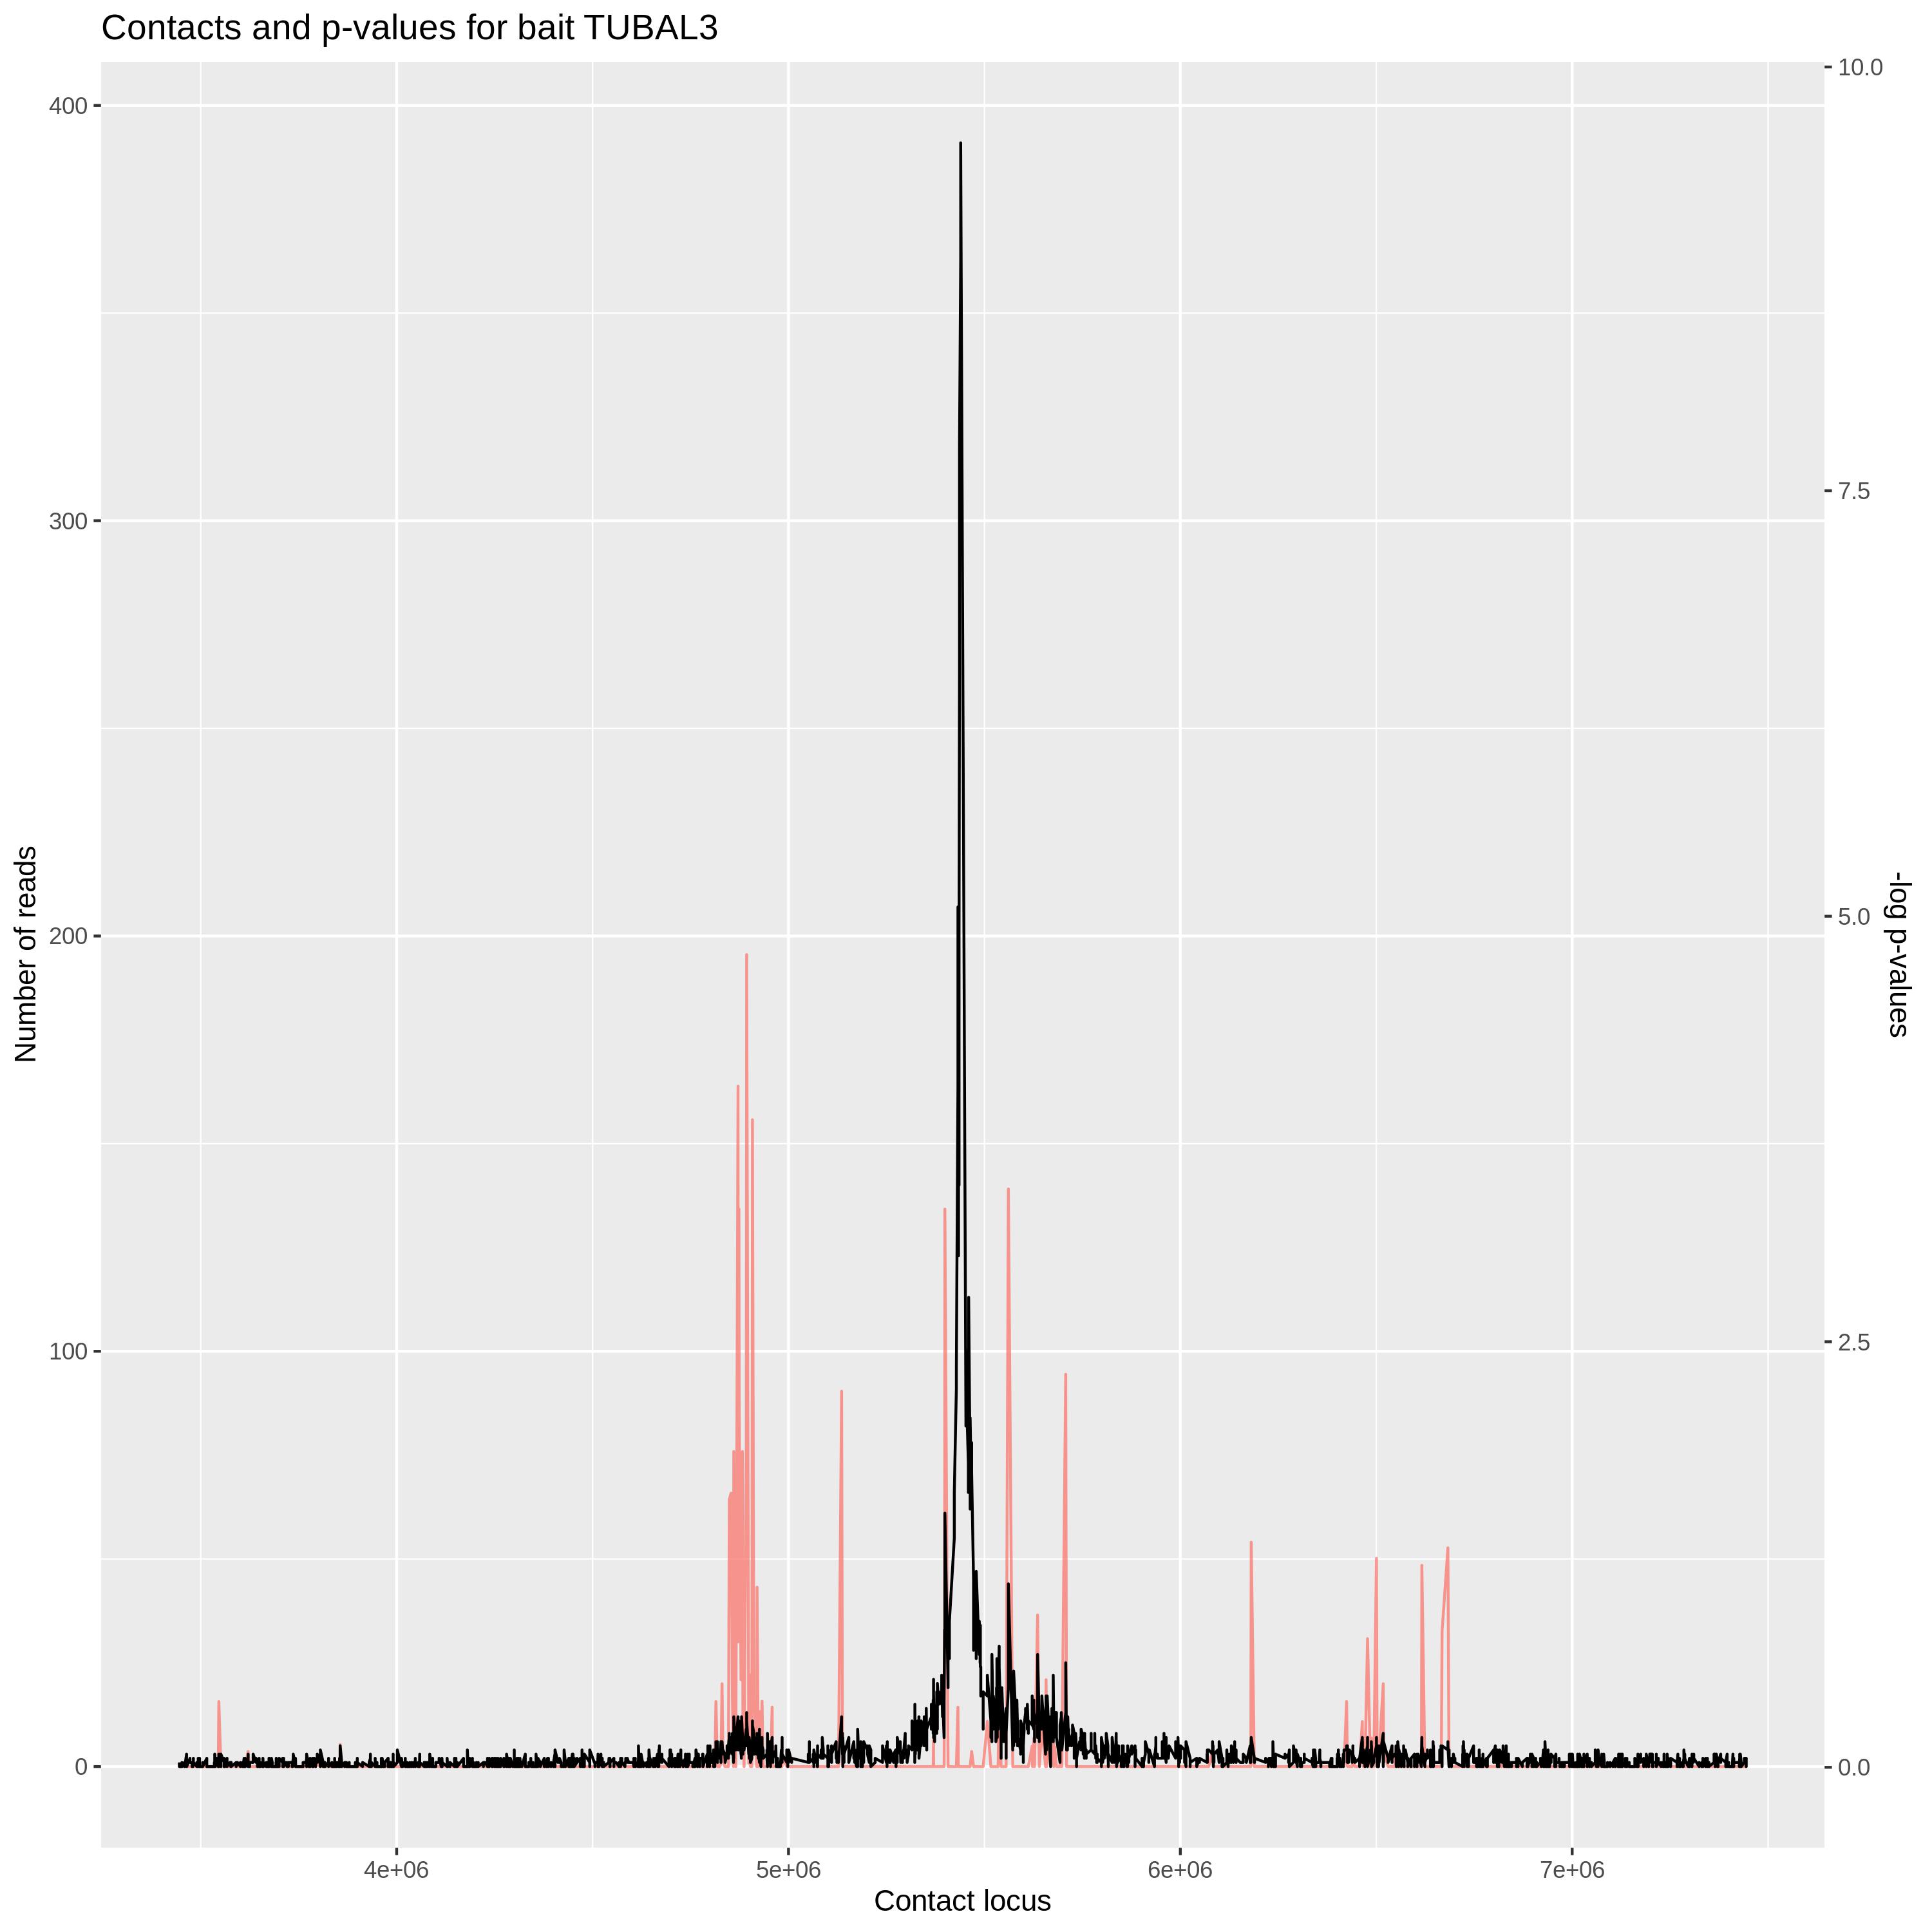 Contacts and p-values for bait TUBAL3
400
300
200
100
0
Number of reads
10.0
7.5
5.0
2.5
0.0
-log p-values
4e+06 5e+06 6e+06 7e+06
Contact locus